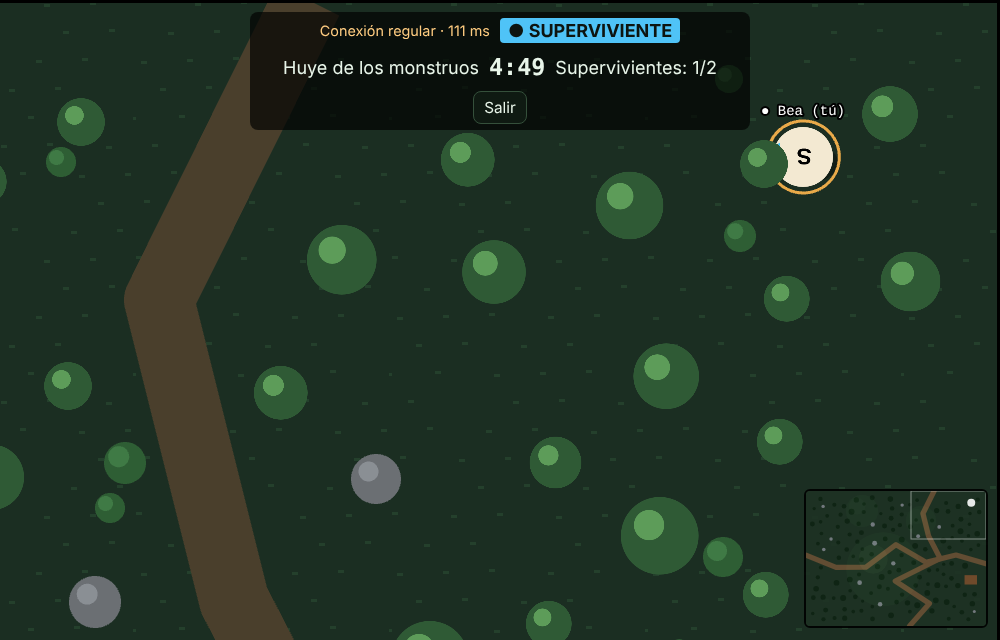 Conexión regular · 111 ms ● SUPERVIVIENTE
Huye de los monstruos 4:49 Supervivientes: 1/2
Salir
● Bea (tú)
S